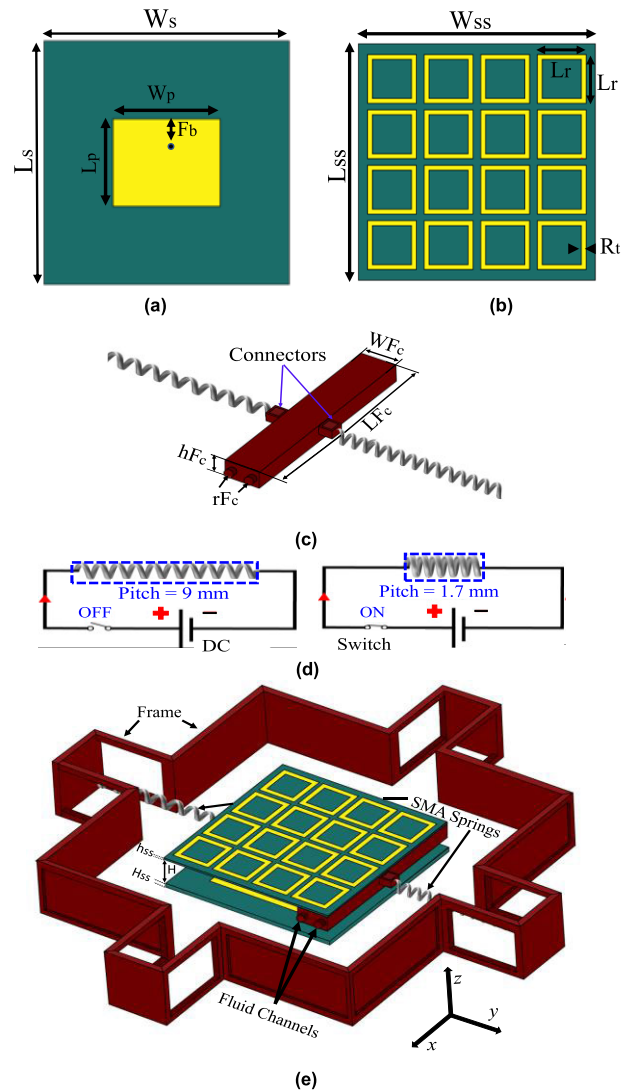 Ws
Wp
Fb
Lp
Ls
(a)
Wss
Lr
Lr
Lss
Rt
(b)
Connectors
WFc
LFc
hFc
rFc
(c)
Pitch = 9 mm
OFF
+ −
DC
Pitch = 1.7 mm
ON
+ −
Switch
(d)
Frame
SMA Springs
hss
H
Hss
Fluid Channels
z
y
x
(e)